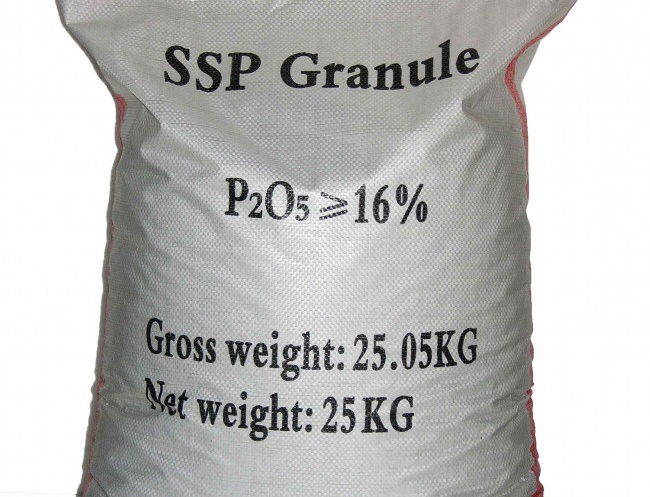 SSP Granule
P₂O₅≥16%
Gross weight: 25.05KG
Net weight: 25KG